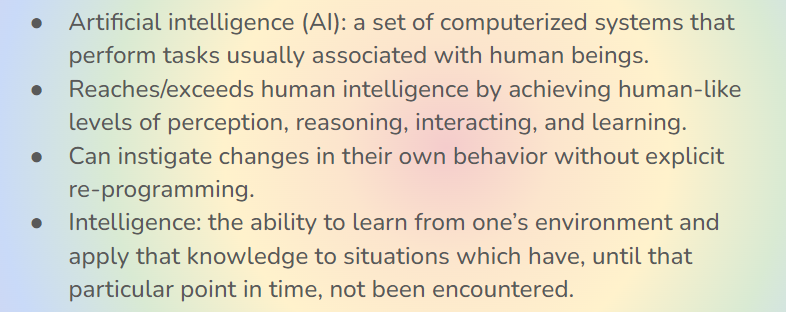 ● Artificial intelligence (AI): a set of computerized systems that
perform tasks usually associated with human beings.
● Reaches/exceeds human intelligence by achieving human-like
levels of perception, reasoning, interacting, and learning.
● Can instigate changes in their own behavior without explicit
re-programming.
● Intelligence: the ability to learn from one’s environment and
apply that knowledge to situations which have, until that
particular point in time, not been encountered.